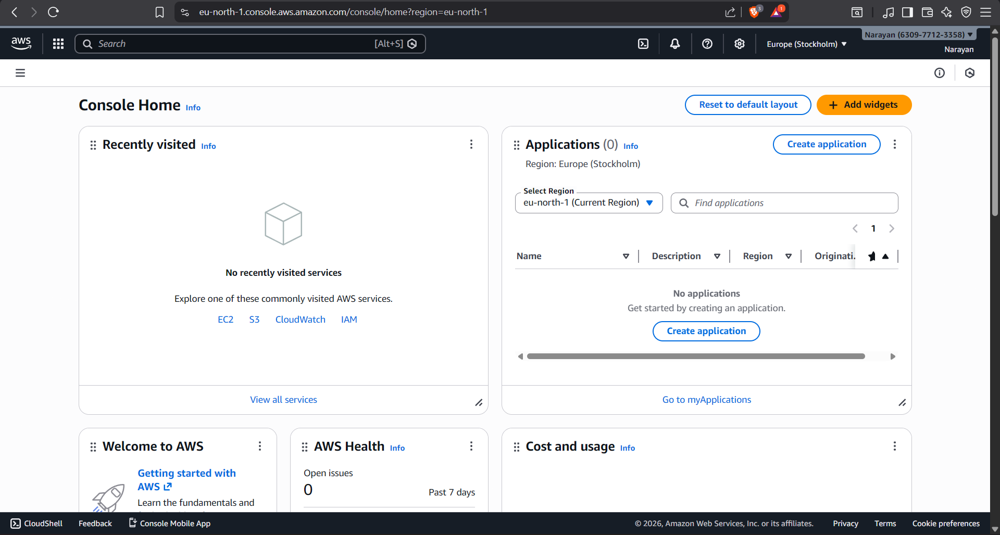 eu-north-1.console.aws.amazon.com/console/home?region=eu-north-1
3
1
aws
Search
[Alt+S]
Europe (Stockholm)
Narayan (6309-7712-3358)
Narayan
Console Home Info
Reset to default layout
+ Add widgets
Recently visited Info
No recently visited services
Explore one of these commonly visited AWS services.
EC2 S3 CloudWatch IAM
View all services
Applications (0) Info
Create application
Region: Europe (Stockholm)
Select Region
eu-north-1 (Current Region)
Find applications
1
Name Description Region Originati.
No applications
Get started by creating an application.
Create application
Go to myApplications
Welcome to AWS
Getting started with
AWS
Learn the fundamentals and
AWS Health Info
Open issues
0
Past 7 days
Cost and usage Info
CloudShell Feedback Console Mobile App
© 2026, Amazon Web Services, Inc. or its affiliates. Privacy Terms Cookie preferences